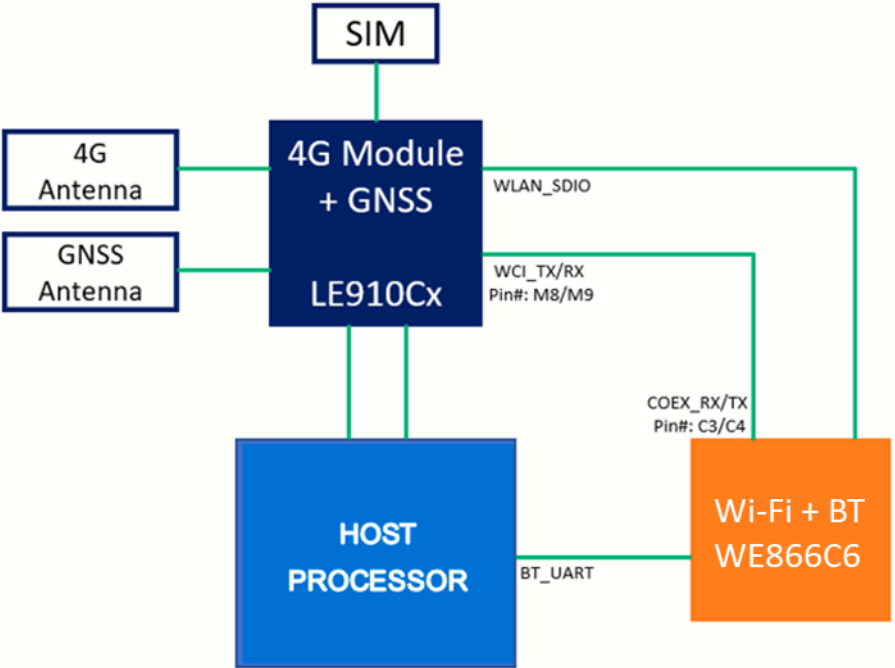 SIM
4G
Antenna
4G Module
+ GNSS
LE910Cx
GNSS
Antenna
WLAN_SDIO
WCI_TX/RX
Pin#: M8/M9
COEX_RX/TX
Pin#: C3/C4
HOST
PROCESSOR
BT_UART
Wi-Fi + BT
WE866C6